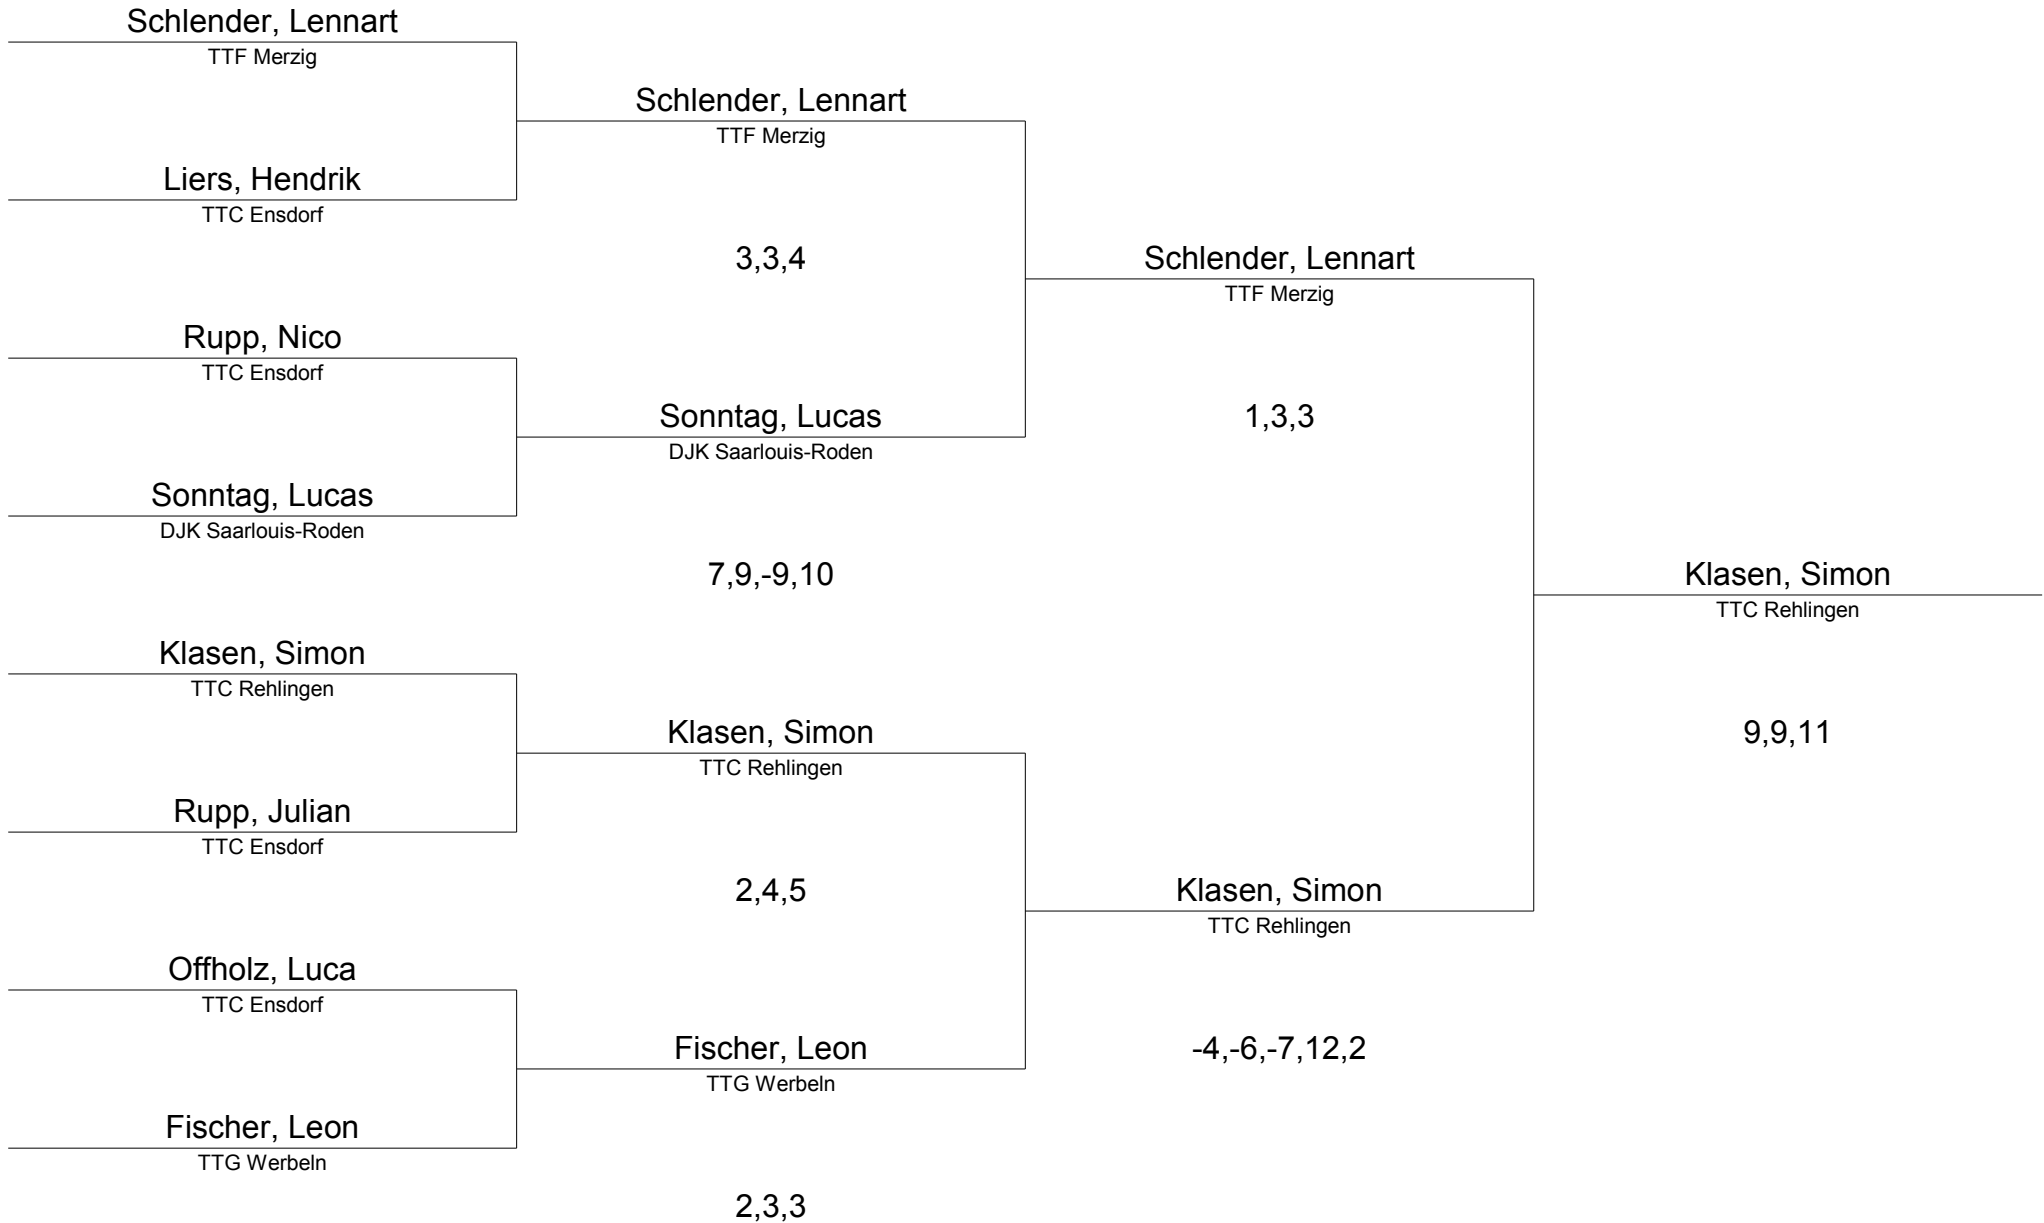 Schlender, Lennart
TTF Merzig
Liers, Hendrik
TTC Ensdorf
Rupp, Nico
TTC Ensdorf
Sonntag, Lucas
DJK Saarlouis-Roden
Klasen, Simon
TTC Rehlingen
Rupp, Julian
TTC Ensdorf
Offholz, Luca
TTC Ensdorf
Fischer, Leon
TTG Werbeln
Schlender, Lennart
TTF Merzig
3,3,4
Sonntag, Lucas
DJK Saarlouis-Roden
7,9,-9,10
Klasen, Simon
TTC Rehlingen
2,4,5
Fischer, Leon
TTG Werbeln
2,3,3
Schlender, Lennart
TTF Merzig
1,3,3
Klasen, Simon
TTC Rehlingen
-4,-6,-7,12,2
Klasen, Simon
TTC Rehlingen
9,9,11